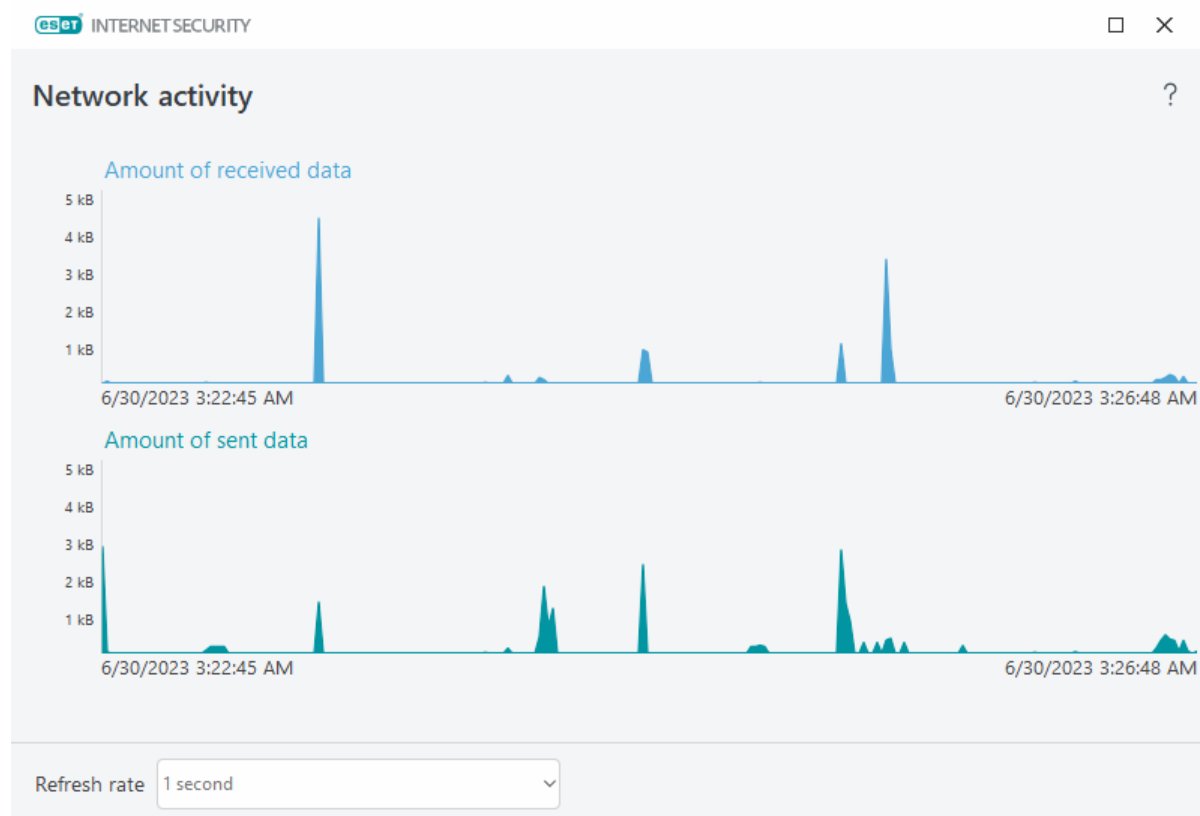 eset INTERNET SECURITY
Network activity
?
Amount of received data
5 kB
4 kB
3 kB
2 kB
1 kB
6/30/2023 3:22:45 AM 6/30/2023 3:26:48 AM
Amount of sent data
5 kB
4 kB
3 kB
2 kB
1 kB
6/30/2023 3:22:45 AM 6/30/2023 3:26:48 AM
Refresh rate 1 second